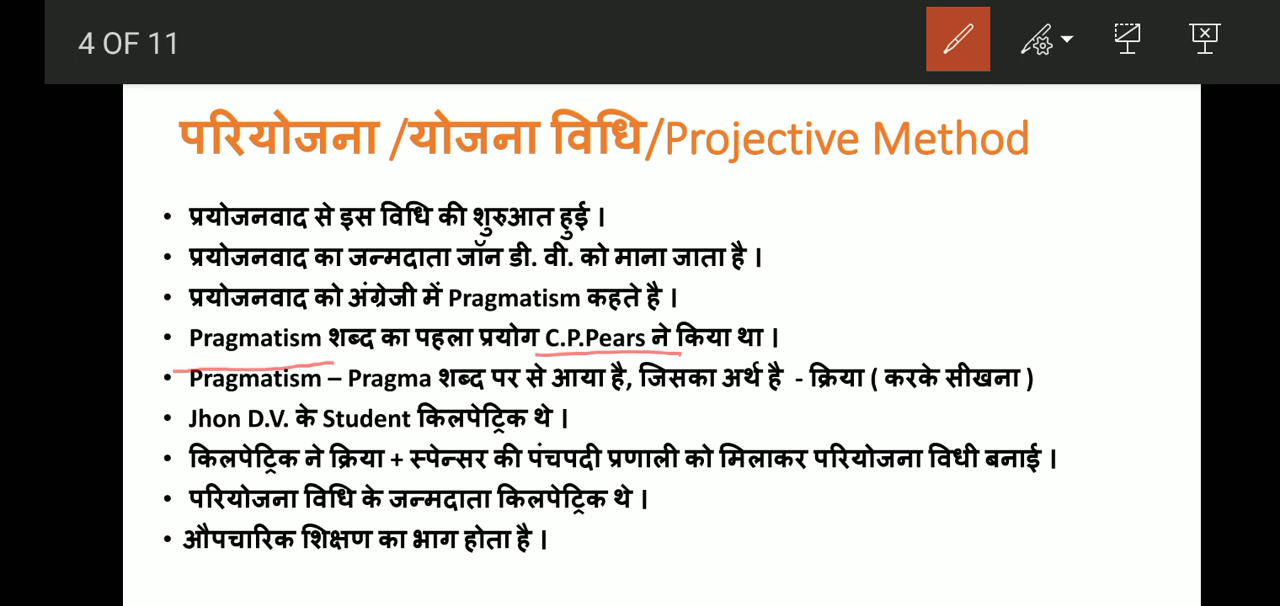 4 OF 11
परियोजना /योजना विधि/Projective Method
• प्रयोजनवाद से इस विधि की शुरुआत हुई ।
• प्रयोजनवाद का जन्मदाता जॉन डी. वी. को माना जाता है ।
• प्रयोजनवाद को अंग्रेजी में Pragmatism कहते है ।
• Pragmatism शब्द का पहला प्रयोग C.P.Pears ने किया था ।
• Pragmatism – Pragma शब्द पर से आया है, जिसका अर्थ है - क्रिया ( करके सीखना )
• Jhon D.V. के Student किलपेट्रिक थे ।
• किलपेट्रिक ने क्रिया + स्पेन्सर की पंचपदी प्रणाली को मिलाकर परियोजना विधी बनाई ।
• परियोजना विधि के जन्मदाता किलपेट्रिक थे ।
• औपचारिक शिक्षण का भाग होता है ।